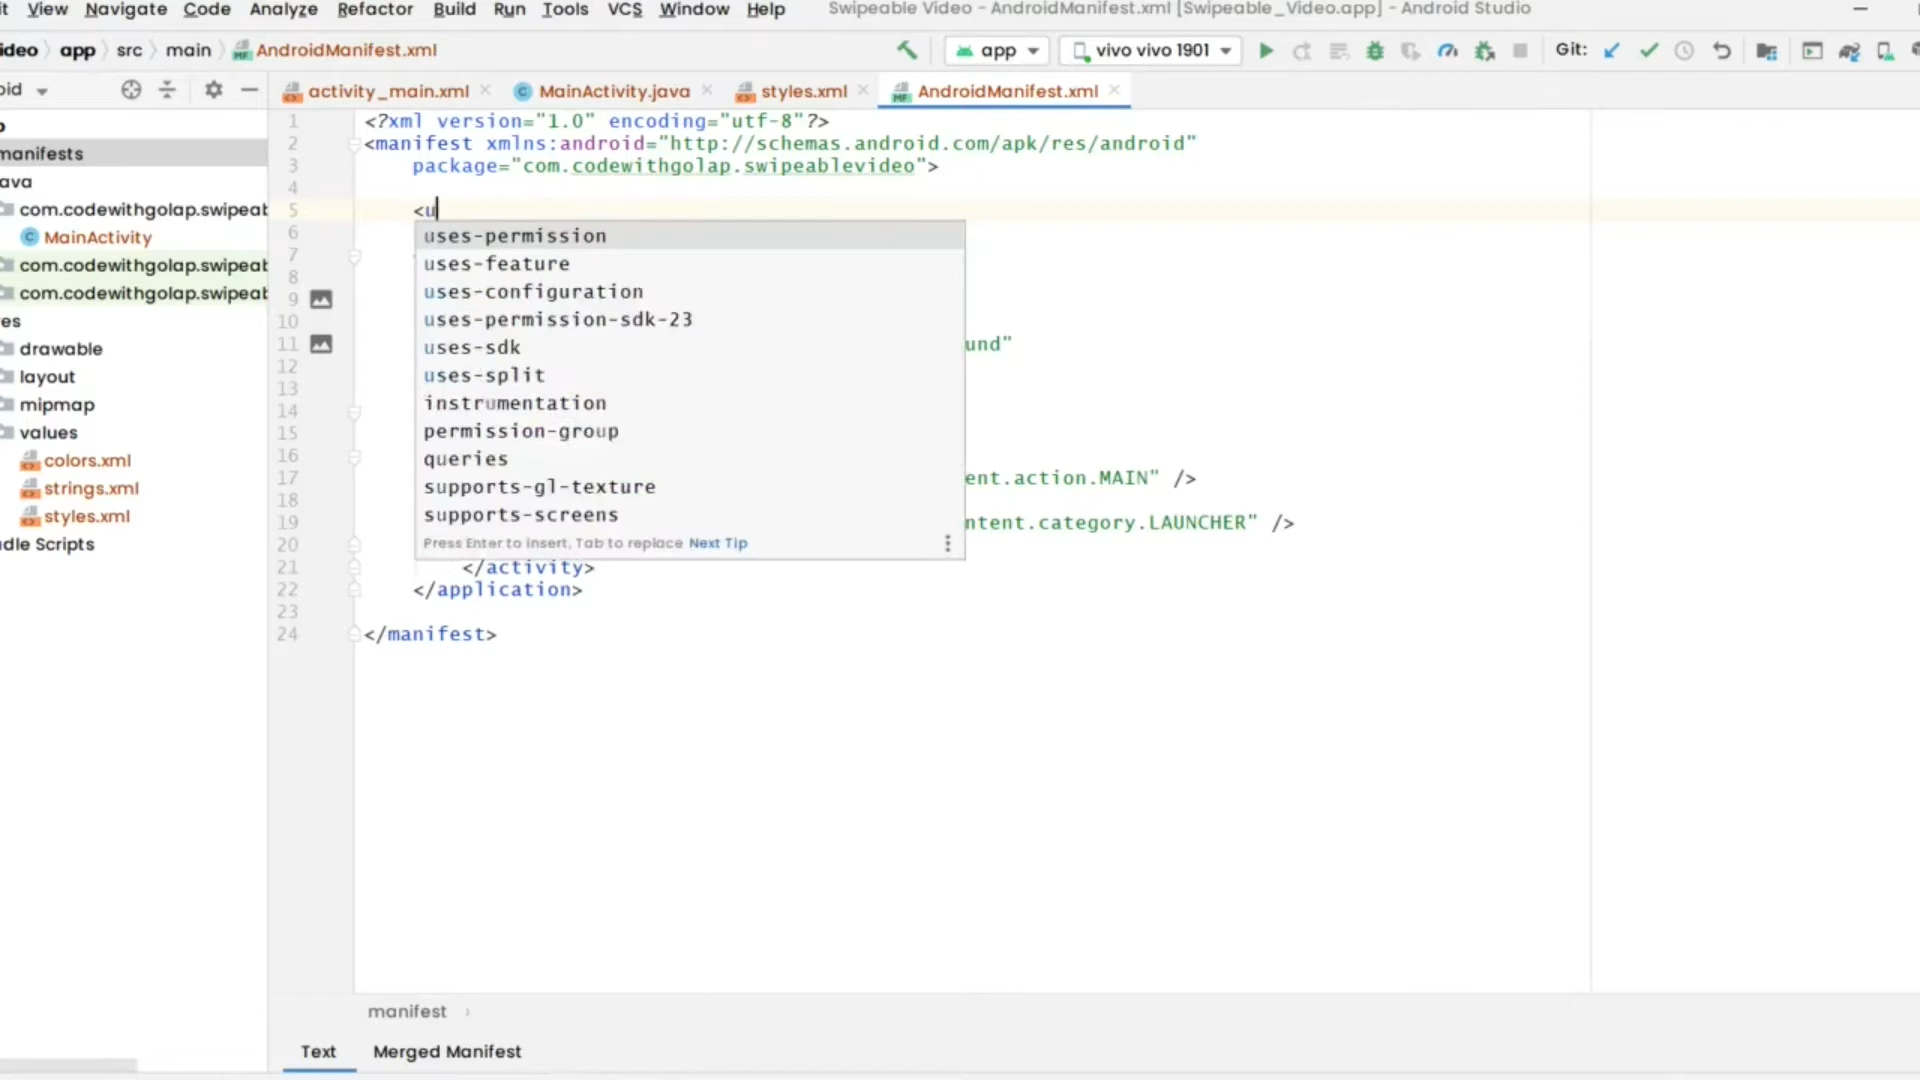 View Navigate Code Analyze Refactor Build Run Tools VCS Window Help Swipeable Video - AndroidManifest.xml [Swipeable_Video.app] - Android Studio
ideo app src main AndroidManifest.xml app vivo vivo 1901 Git:
oid activity_main.xml MainActivity.java styles.xml AndroidManifest.xml
manifests
ava
com.codewithgolap.swipeab
MainActivity
com.codewithgolap.swipeab
com.codewithgolap.swipeab
es
drawable
layout
mipmap
values
colors.xml
strings.xml
styles.xml
dle Scripts
1 <?xml version="1.0" encoding="utf-8"?>
2 <manifest xmlns:android="http://schemas.android.com/apk/res/android"
3 package="com.codewithgolap.swipeablevideo">
4
5 <u
6
7
8
9
10
11 und"
12
13
14
15
16
17 ent.action.MAIN" />
18
19 ntent.category.LAUNCHER" />
20
21 </activity>
22 </application>
23
24 </manifest>
uses-permission
uses-feature
uses-configuration
uses-permission-sdk-23
uses-sdk
uses-split
instrumentation
permission-group
queries
supports-gl-texture
supports-screens
Press Enter to insert, Tab to replace Next Tip
manifest
Text Merged Manifest